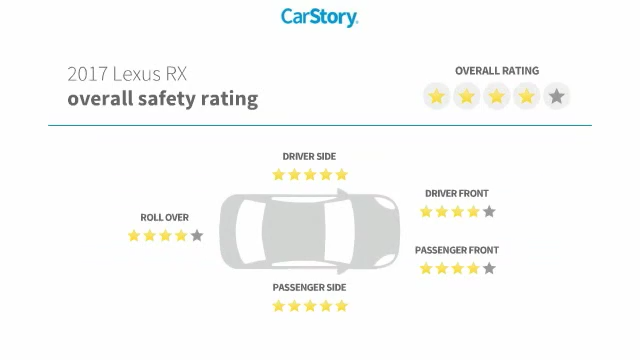 CarStory.
2017 Lexus RX
overall safety rating
OVERALL RATING
DRIVER SIDE
DRIVER FRONT
ROLL OVER
PASSENGER FRONT
PASSENGER SIDE